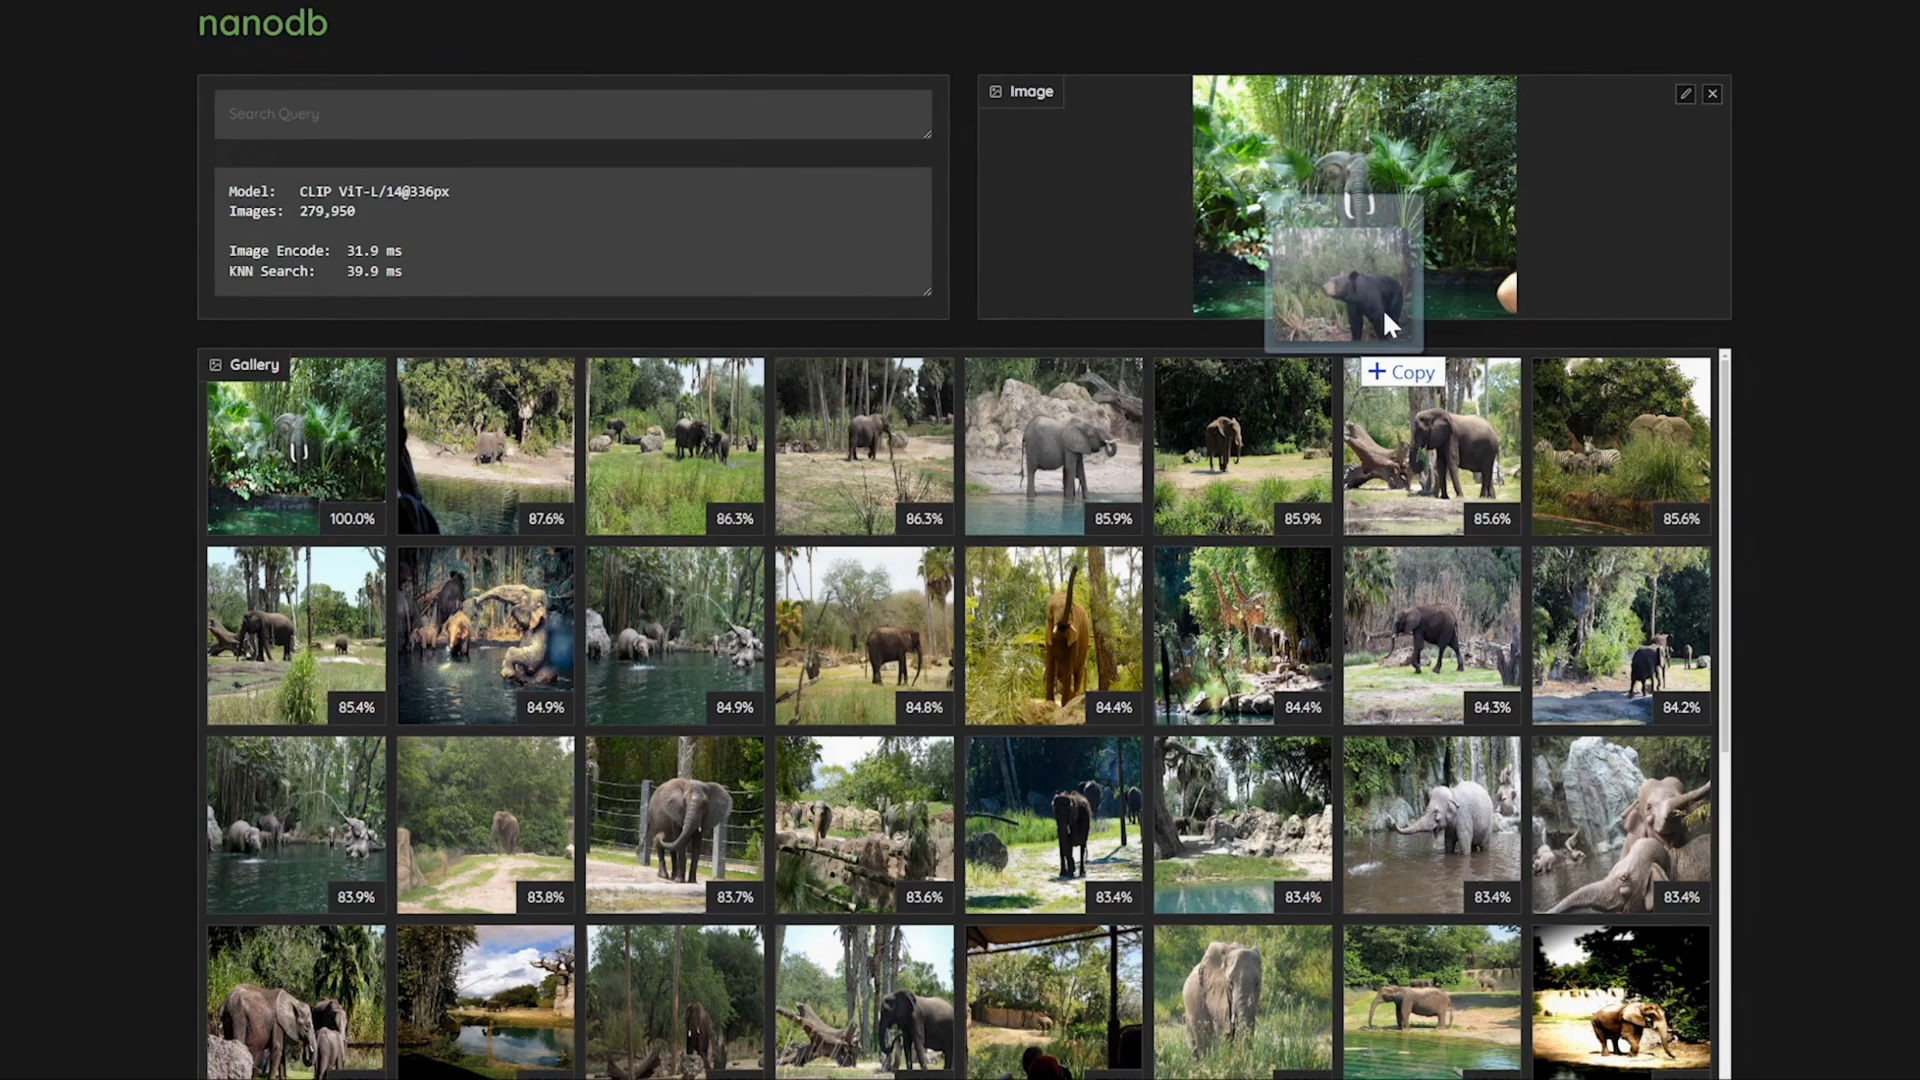 nanodb
Search Query
Image
Model: CLIP ViT-L/14@336px
Images: 279,950
Image Encode: 31.9 ms
KNN Search: 39.9 ms
Gallery
+ Copy
100.0% 87.6% 86.3% 86.3% 85.9% 85.9% 85.6% 85.6%
85.4% 84.9% 84.9% 84.8% 84.4% 84.4% 84.3% 84.2%
83.9% 83.8% 83.7% 83.6% 83.4% 83.4% 83.4% 83.4%